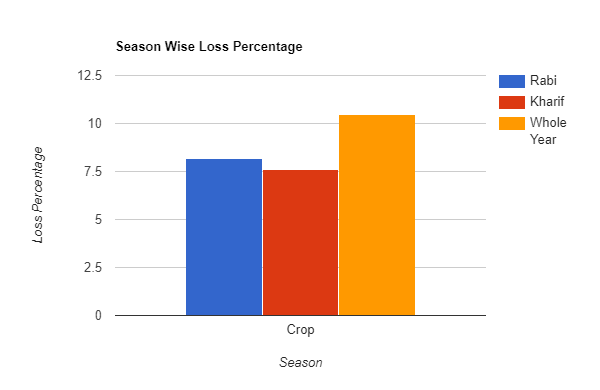 Season Wise Loss Percentage
12.5
10
7.5
5
2.5
0
Loss Percentage
Crop
Season
Rabi
Kharif
Whole
Year